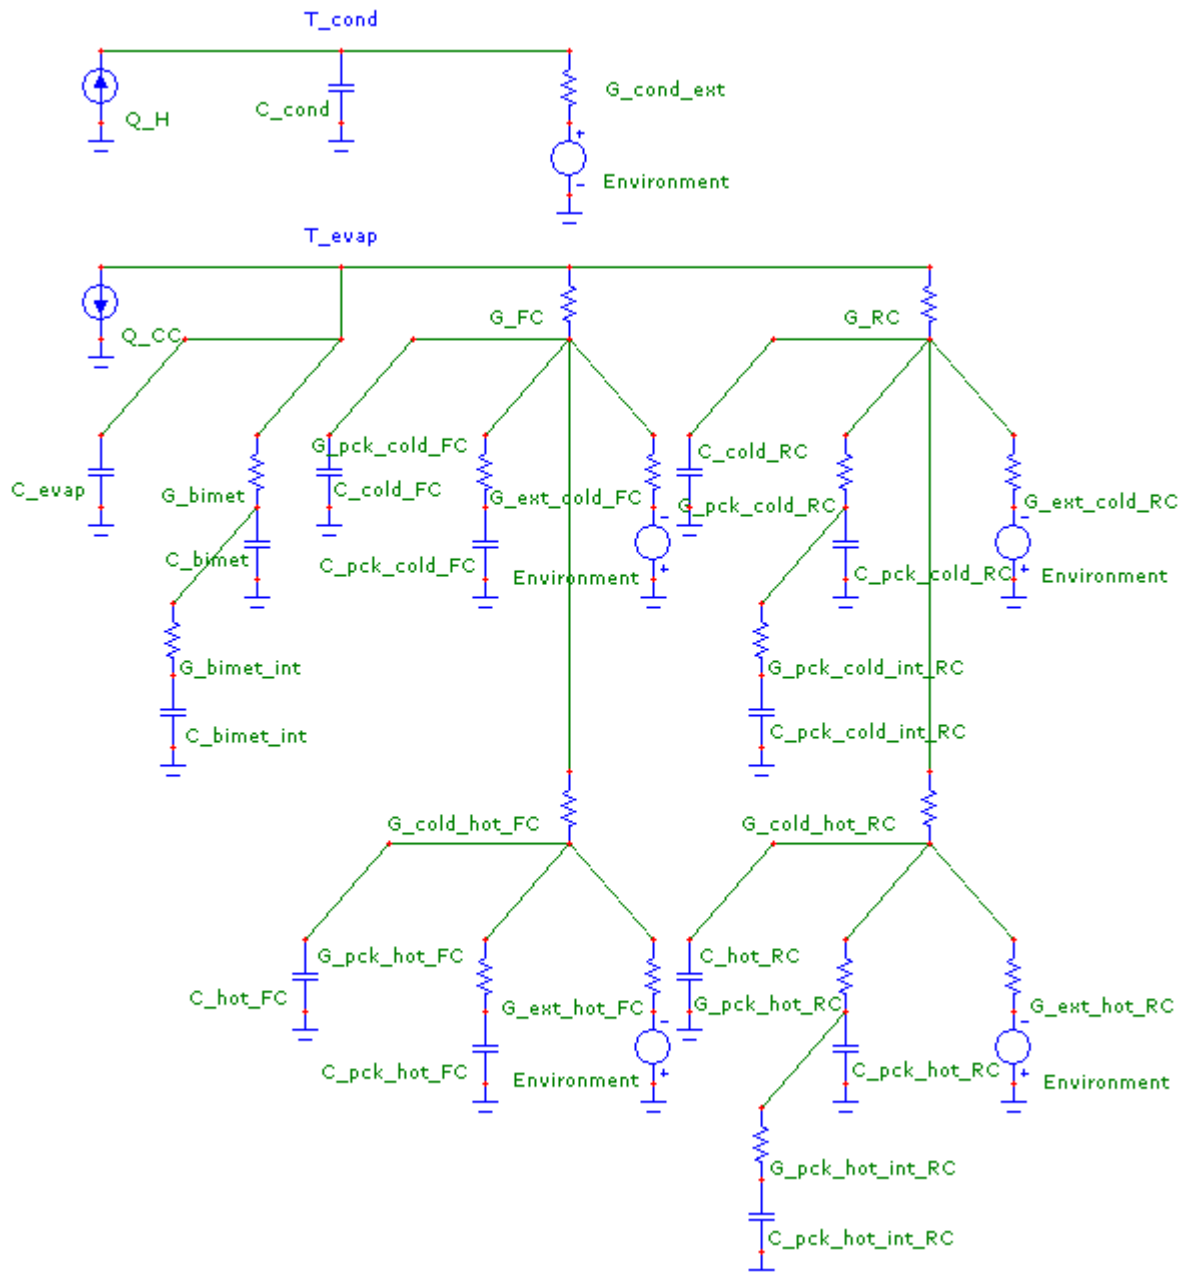 T_cond
G_cond_ext
C_cond
Q_H
+
Environment
-
T_evap
G_FC
G_RC
Q_CC
G_pck_cold_FC
C_cold_RC
C_evap
G_bimet
C_cold_FC
G_ext_cold_FC
G_pck_cold_RC
G_ext_cold_RC
-
-
C_bimet
C_pck_cold_FC
+
Environment
C_pck_cold_RC
+
Environment
G_bimet_int
G_pck_cold_int_RC
C_bimet_int
C_pck_cold_int_RC
G_cold_hot_FC
G_cold_hot_RC
G_pck_hot_FC
C_hot_RC
C_hot_FC
G_ext_hot_FC
G_pck_hot_RC
G_ext_hot_RC
-
-
C_pck_hot_FC
+
Environment
C_pck_hot_RC
+
Environment
G_pck_hot_int_RC
C_pck_hot_int_RC